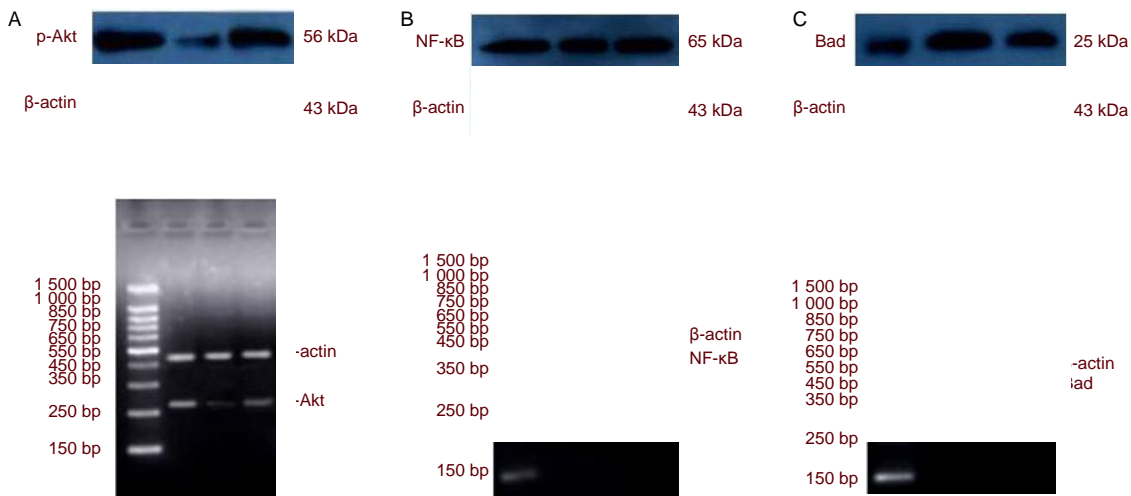 A
p-Akt
56 kDa
β-actin
43 kDa
1 500 bp
1 000 bp
850 bp
750 bp
650 bp
550 bp
450 bp
350 bp
250 bp
150 bp
-actin
-Akt
B
NF-κB
65 kDa
β-actin
43 kDa
1 500 bp
1 000 bp
850 bp
750 bp
650 bp
550 bp
450 bp
350 bp
250 bp
150 bp
β-actin
NF-κB
C
Bad
25 kDa
β-actin
43 kDa
1 500 bp
1 000 bp
850 bp
750 bp
650 bp
550 bp
450 bp
350 bp
250 bp
150 bp
-actin
Bad